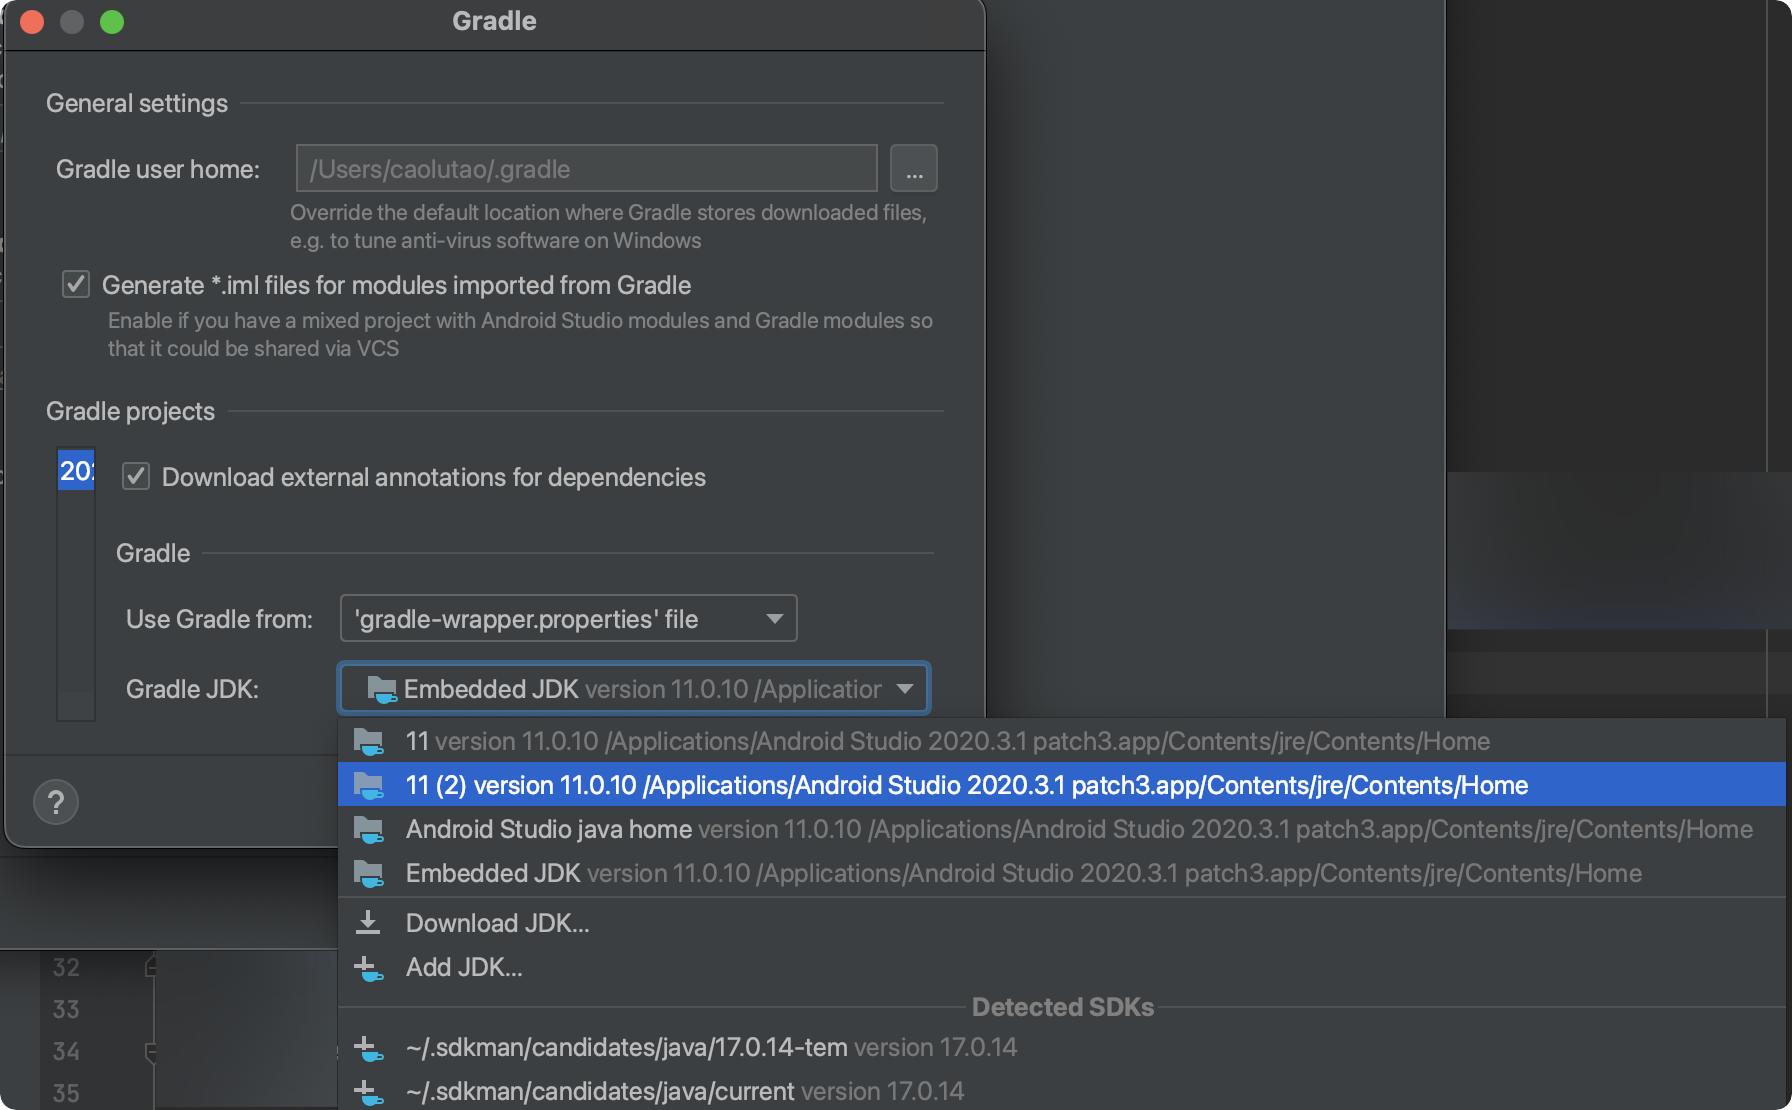 Gradle
General settings
Gradle user home:
/Users/caolutao/.gradle
...
Override the default location where Gradle stores downloaded files,
e.g. to tune anti-virus software on Windows
Generate *.iml files for modules imported from Gradle
Enable if you have a mixed project with Android Studio modules and Gradle modules so
that it could be shared via VCS
Gradle projects
202
Download external annotations for dependencies
Gradle
Use Gradle from:
'gradle-wrapper.properties' file
Gradle JDK:
Embedded JDK version 11.0.10 /Application
11 version 11.0.10 /Applications/Android Studio 2020.3.1 patch3.app/Contents/jre/Contents/Home
11 (2) version 11.0.10 /Applications/Android Studio 2020.3.1 patch3.app/Contents/jre/Contents/Home
Android Studio java home version 11.0.10 /Applications/Android Studio 2020.3.1 patch3.app/Contents/jre/Contents/Home
Embedded JDK version 11.0.10 /Applications/Android Studio 2020.3.1 patch3.app/Contents/jre/Contents/Home
?
Download JDK...
Add JDK...
Detected SDKs
~/.sdkman/candidates/java/17.0.14-tem version 17.0.14
~/.sdkman/candidates/java/current version 17.0.14
32
33
34
35